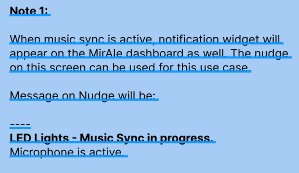 Note 1:
When music sync is active, notification widget will
appear on the MirAIe dashboard as well. The nudge
on this screen can be used for this use case.
Message on Nudge will be:
----
LED Lights - Music Sync in progress.
Microphone is active.